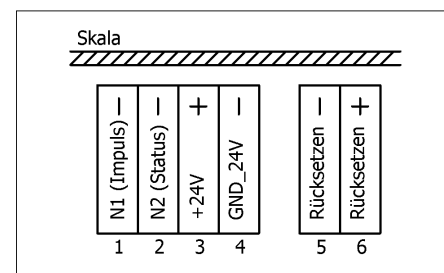 Skala
N1 (Impuls) −
N2 (Status) −
+24V +
GND_24V −
Rücksetzen −
Rücksetzen +
1 2 3 4 5 6